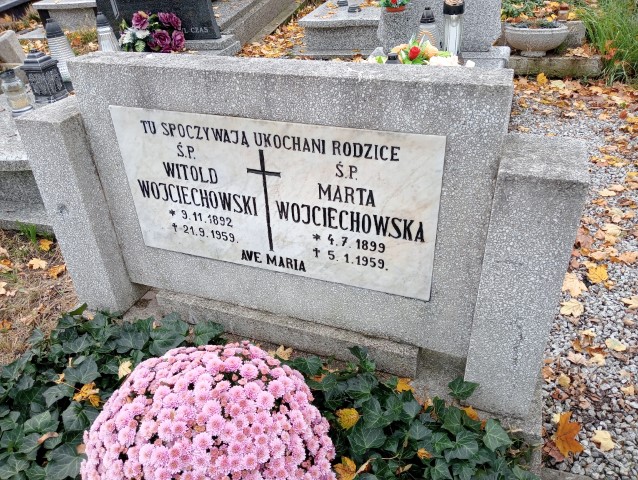 L CZAS
TU SPOCZYWAJĄ UKOCHANI RODZICE
Ś.P.
WITOLD
WOJCIECHOWSKI
* 9.11.1892
† 21.9.1959.
Ś.P.
MARTA
WOJCIECHOWSKA
* 4.7.1899
† 5.1.1959.
AVE MARIA